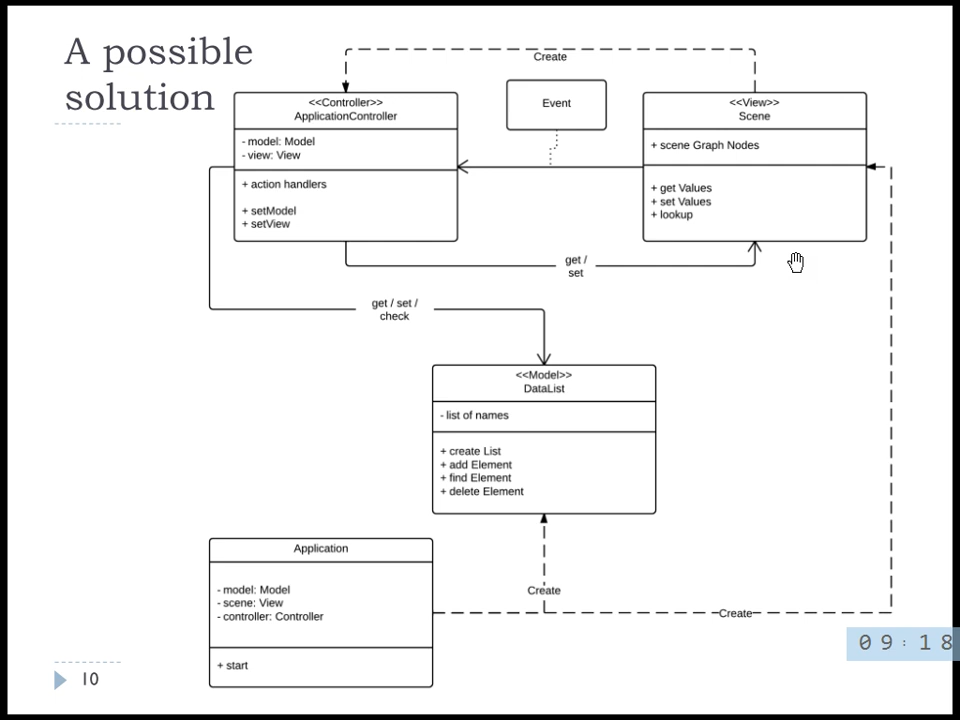 A possible
solution
Create
<<Controller>>
ApplicationController
- model: Model
- view: View
+ action handlers
+ setModel
+ setView
Event
<<View>>
Scene
+ scene Graph Nodes
+ get Values
+ set Values
+ lookup
get /
set
get / set /
check
<<Model>>
DataList
- list of names
+ create List
+ add Element
+ find Element
+ delete Element
Application
- model: Model
- scene: View
- controller: Controller
+ start
Create
Create
09:18
10